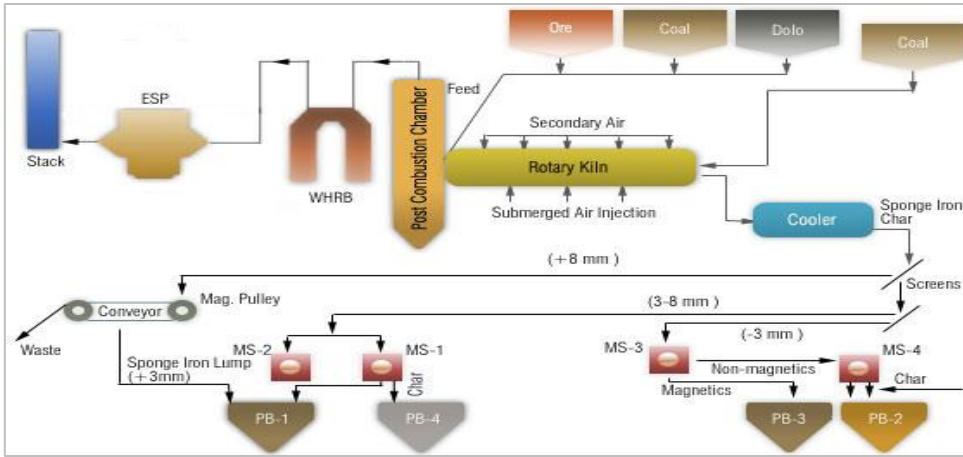 Ore
Coal
Dolo
Coal
ESP
Feed
Stack
WHRB
Post Combustion Chamber
Secondary Air
Rotary Kiln
Submerged Air Injection
Cooler
Sponge Iron
Char
(+8 mm )
Screens
Mag. Pulley
Conveyor
Waste
(3-8 mm )
(-3 mm)
MS-2
MS-1
MS-3
MS-4
Sponge Iron Lump
(+3mm)
Char
Non-magnetics
Magnetics
Char
PB-1
PB-4
PB-3
PB-2